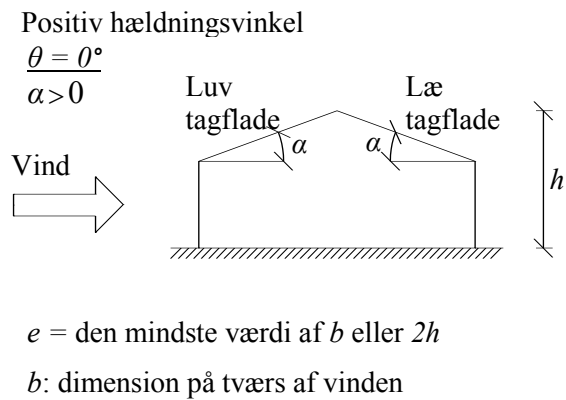 Positiv hældningsvinkel
θ = 0°
α>0
Luv
tagflade
Læ
tagflade
α
α
Vind
h
e = den mindste værdi af b eller 2h
b: dimension på tværs af vinden